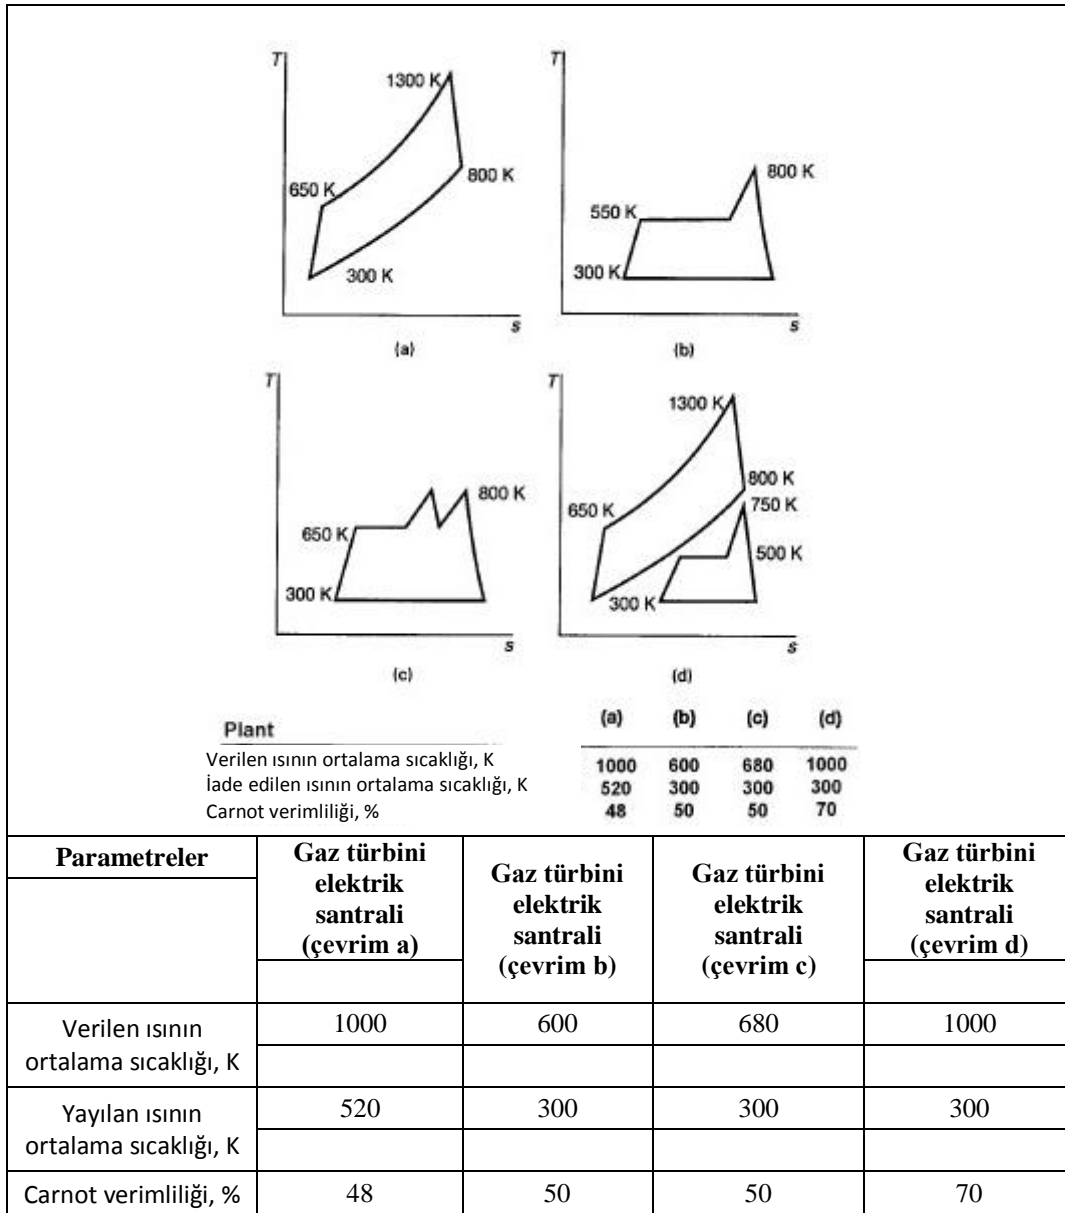 T
1300 K
650 K
800 K
300 K
s
(a)
T
800 K
550 K
300 K
s
(b)
T
800 K
650 K
300 K
s
(c)
T
1300 K
800 K
750 K
650 K
500 K
300 K
s
(d)
Plant (a) (b) (c) (d)
Verilen ısının ortalama sıcaklığı, K 1000 600 680 1000
İade edilen ısının ortalama sıcaklığı, K 520 300 300 300
Carnot verimliliği, % 48 50 50 70
Parametreler
Gaz türbini
elektrik
santrali
(çevrim a)
Gaz türbini
elektrik
santrali
(çevrim b)
Gaz türbini
elektrik
santrali
(çevrim c)
Gaz türbini
elektrik
santrali
(çevrim d)
Verilen ısının
ortalama sıcaklığı, K
1000 600 680 1000
Yayılan ısının
ortalama sıcaklığı, K
520 300 300 300
Carnot verimliliği, % 48 50 50 70